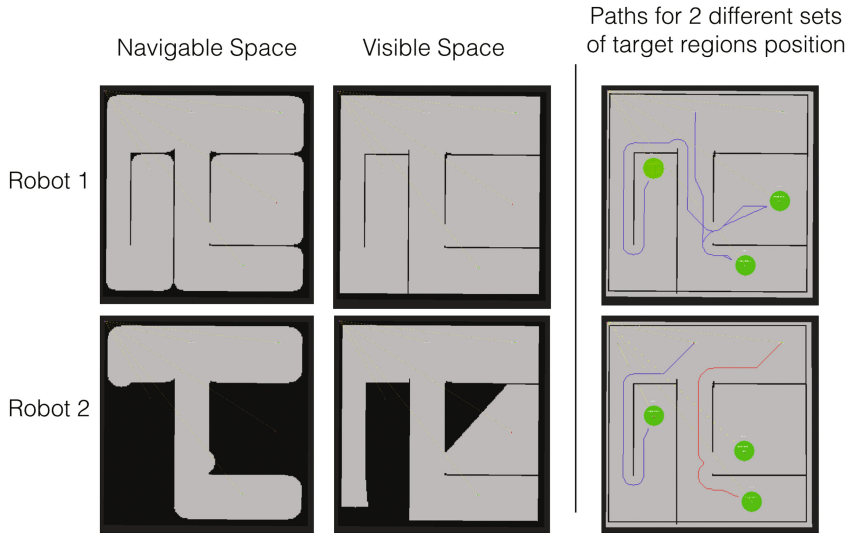 Paths for 2 different sets
of target regions position
Navigable Space
Visible Space
Robot 1
Robot 2